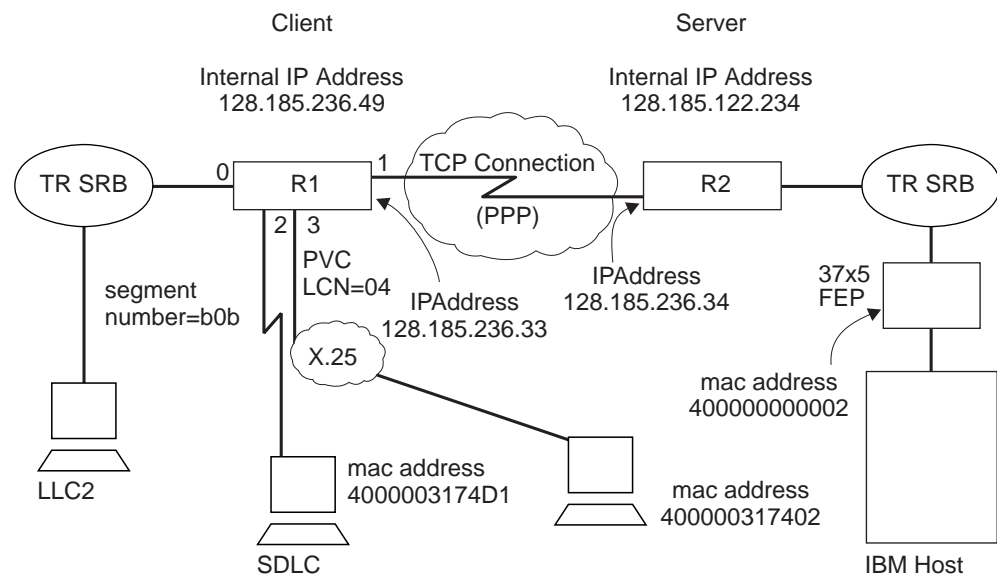 Client
Server
Internal IP Address
128.185.236.49
Internal IP Address
128.185.122.234
TR SRB
0
R1
1
TCP Connection
(PPP)
R2
TR SRB
2
3
PVC
LCN=04
segment
number=b0b
IPAddress
128.185.236.33
IPAddress
128.185.236.34
37x5
FEP
X.25
mac address
400000000002
LLC2
mac address
4000003174D1
SDLC
mac address
400000317402
IBM Host